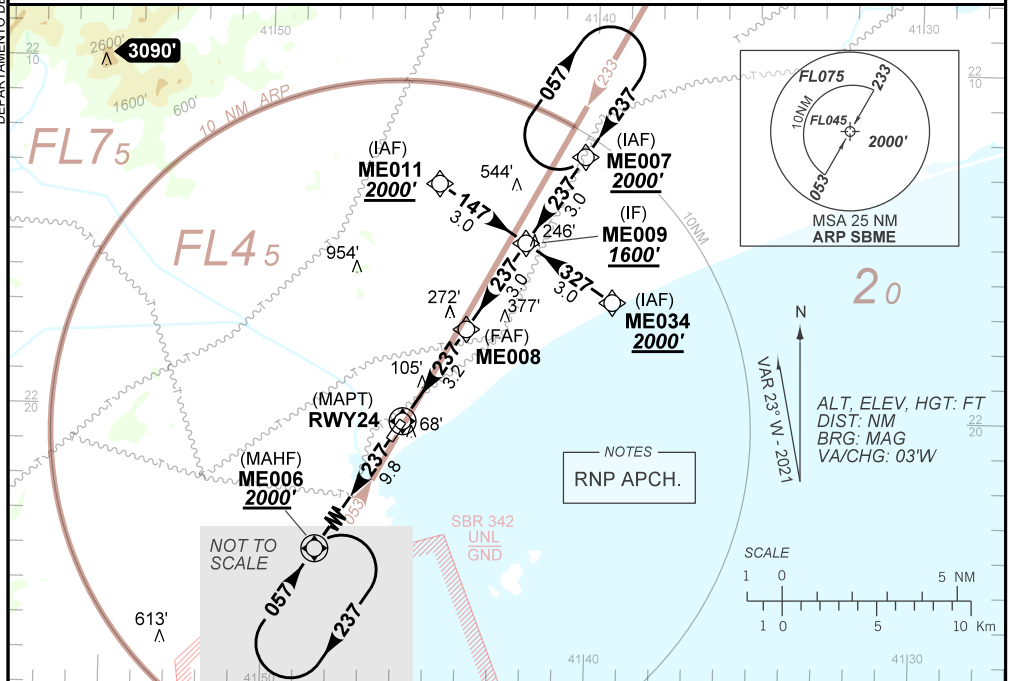 41 50
41 40
41 30
22 10
2600'
3090'
DEPARTAMENTO DE
1600'
600'
10 NM ARP
FL75
233
057
237
(IAF)
ME007
2000'
(IAF)
ME011
2000'
544'
147
3.0
237
3.0
(IF)
ME009
1600'
246'
10NM
FL45
954'
237
3.0
327
3.0
(IAF)
ME034
2000'
272'
377'
(FAF)
ME008
105'
237
3.2
(MAPT)
RWY24
68'
22 20
237
9.8
053
(MAHF)
ME006
2000'
NOT TO
SCALE
SBR 342
UNL
GND
057
237
613'
41 50
41 40
41 30
FL075
233
10NM
FL045
2000'
053
MSA 25 NM
ARP SBME
22 10
20
N
VAR 23° W - 2021
ALT, ELEV, HGT: FT
DIST: NM
BRG: MAG
VA/CHG: 03'W
22 20
NOTES
RNP APCH.
SCALE
1 0 5 NM
1 0 5 10 Km